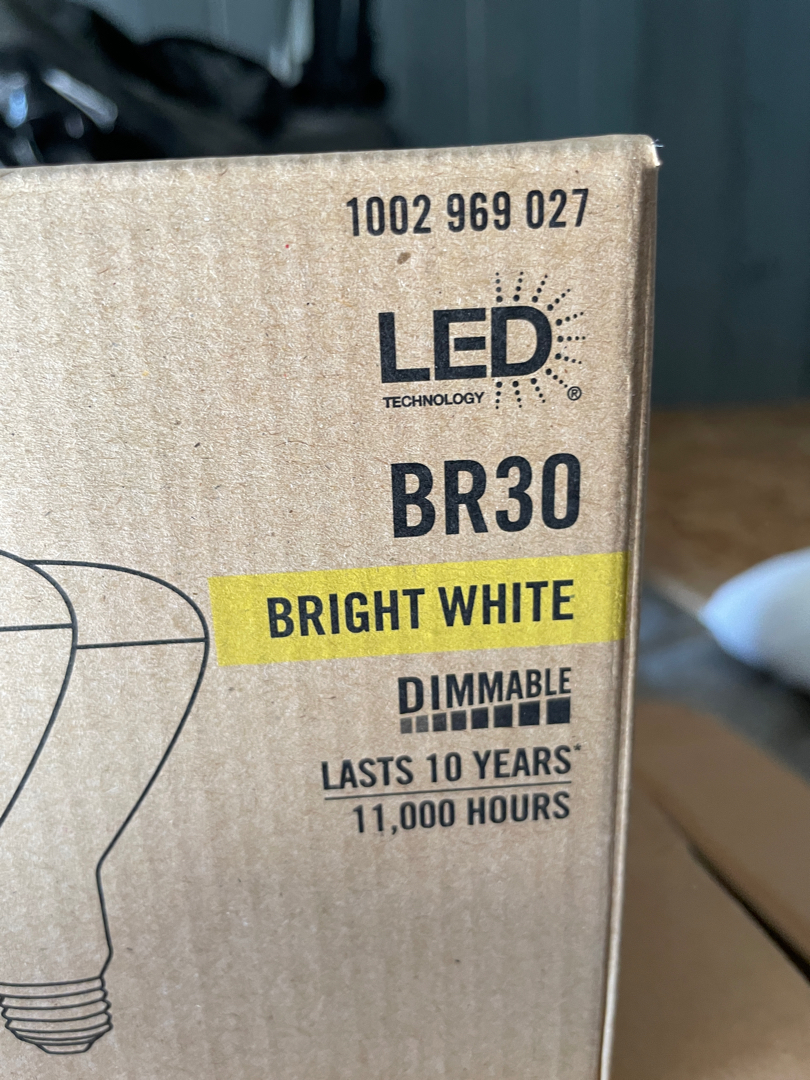 1002 969 027
LED
TECHNOLOGY ®
BR30
BRIGHT WHITE
DIMMABLE
LASTS 10 YEARS*
11,000 HOURS